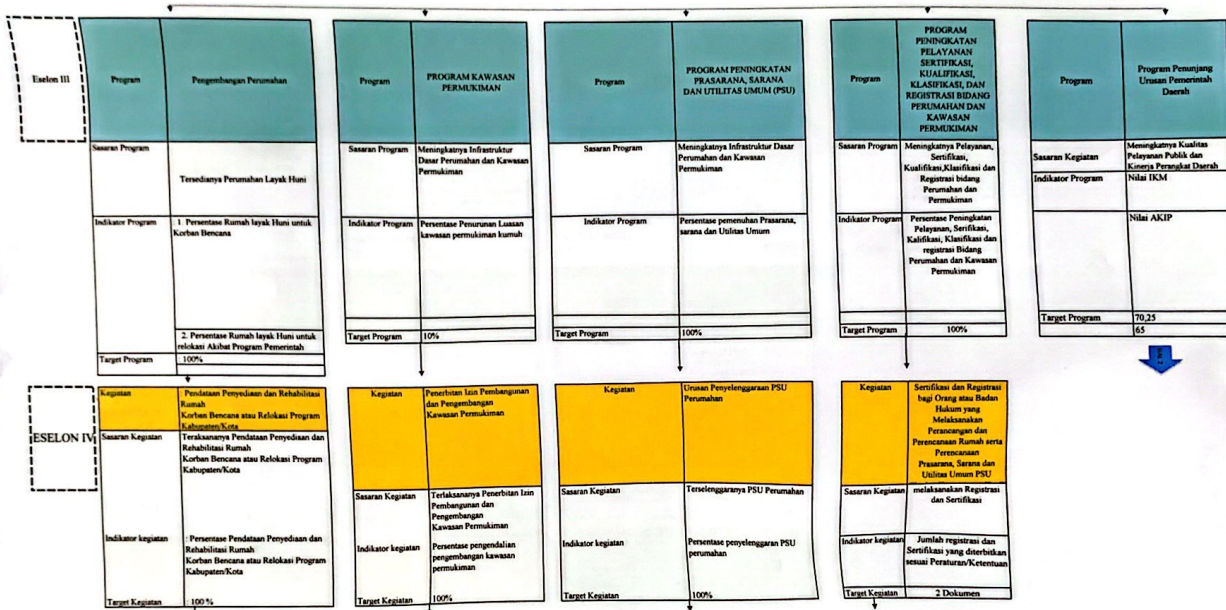 Eselon III
Program
Pengembangan Perumahan
Sasaran Program
Tersedianya Perumahan Layak Huni
Indikator Program
1. Persentase Rumah layak Huni untuk
Korban Bencana
2. Persentase Rumah layak Huni untuk
relokasi Akibat Program Pemerintah
Target Program
100%
Program
PROGRAM KAWASAN
PERMUKIMAN
Sasaran Program
Meningkatnya Infrastruktur
Dasar Perumahan dan Kawasan
Permukiman
Indikator Program
Persentase Penurunan Luasan
kawasan permukiman kumuh
Target Program
10%
Program
PROGRAM PENINGKATAN
PRASARANA, SARANA
DAN UTILITAS UMUM (PSU)
Sasaran Program
Meningkatnya Infrastruktur Dasar
Perumahan dan Kawasan
Permukiman
Indikator Program
Persentase pemenuhan Prasarana,
sarana dan Utilitas Umum
Target Program
100%
Program
PROGRAM
PENINGKATAN
PELAYANAN
SERTIFIKASI,
KUALIFIKASI,
KLASIFIKASI, DAN
REGISTRASI BIDANG
PERUMAHAN DAN
KAWASAN
PERMUKIMAN
Sasaran Program
Meningkatnya Pelayanan,
Sertifikasi,
Kualifikasi,Klasifikasi dan
Registrasi bidang
Perumahan dan
Permukiman
Indikator Program
Persentase Peningkatan
Pelayanan, Serifikasi,
Kalifikasi, Klasifikasi dan
registrasi Bidang
Perumahan dan Kawasan
Permukiman
Target Program
100%
Program
Program Penunjang
Urusan Pemerintah
Daerah
Sasaran Kegiatan
Meningkatnya Kualitas
Pelayanan Publik dan
Kinerja Perangkat Daerah
Indikator Program
Nilai IKM
Nilai AKIP
Target Program
70,25
65
ESELON IV
Kegiatan
Pendataan Penyediaan dan Rehabilitasi
Rumah
Korban Bencana atau Relokasi Program
Kabupaten/Kota
Sasaran Kegiatan
Teraksananya Pendataan Penyediaan dan
Rehabilitasi Rumah
Korban Bencana atau Relokasi Program
Kabupaten/Kota
Indikator kegiatan
: Persentase Pendataan Penyediaan dan
Rehabilitasi Rumah
Korban Bencana atau Relokasi Program
Kabupaten/Kota
Target Kegiatan
: 100 %
Kegiatan
Penerbitan Izin Pembangunan
dan Pengembangan
Kawasan Permukiman
Sasaran Kegiatan
Terlaksananya Penerbitan Izin
Pembangunan dan
Pengembangan
Kawasan Permukiman
Indikator kegiatan
Persentase pengendalian
pengembangan kawasan
permukiman
Target Kegiatan
100%
Kegiatan
Urusan Penyelenggaraan PSU
Perumahan
Sasaran Kegiatan
Terselenggaranya PSU Perumahan
Indikator kegiatan
Persentase penyelenggaran PSU
perumahan
Target Kegiatan
100%
Kegiatan
Sertifikasi dan Registrasi
bagi Orang atau Badan
Hukum yang
Melaksanakan
Perancangan dan
Perencanaan Rumah serta
Perencanaan
Prasarana, Sarana dan
Utilitas Umum PSU
Sasaran Kegiatan
melaksanakan Registrasi
dan Sertifikasi
Indikator kegiatan
Jumlah registrasi dan
Sertifikasi yang diterbitkan
sesuai Peraturan/Ketentuan
Target Kegiatan
2 Dokumen